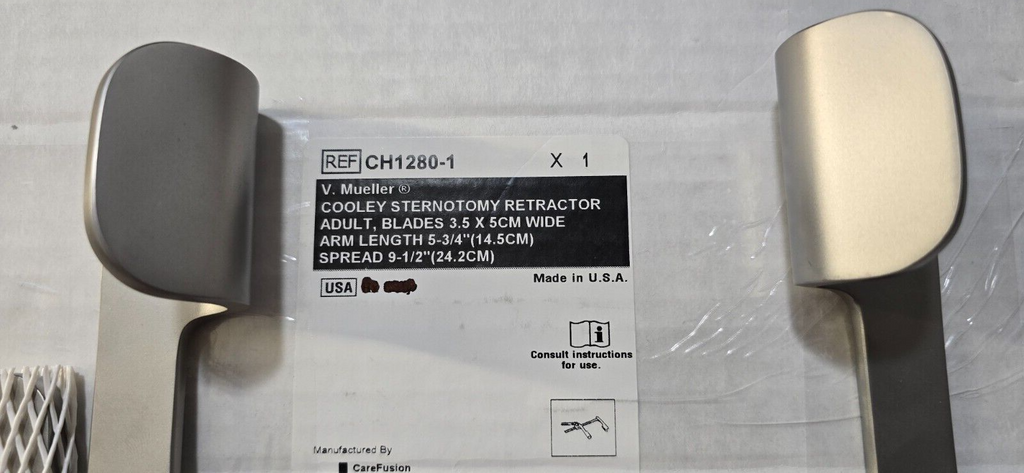 REF CH1280-1 X 1
V. Mueller ®
COOLEY STERNOTOMY RETRACTOR
ADULT, BLADES 3.5 X 5CM WIDE
ARM LENGTH 5-3/4"(14.5CM)
SPREAD 9-1/2"(24.2CM)
USA
Made in U.S.A.
Consult instructions
for use.
Manufactured By
CareFusion